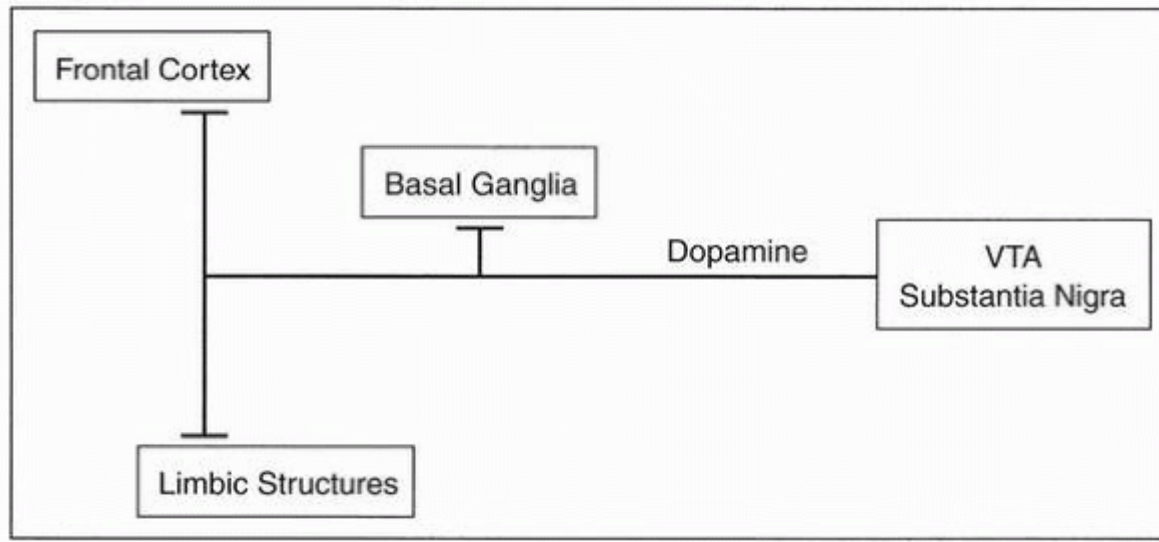 Frontal Cortex
Basal Ganglia
Dopamine
VTA
Substantia Nigra
Limbic Structures